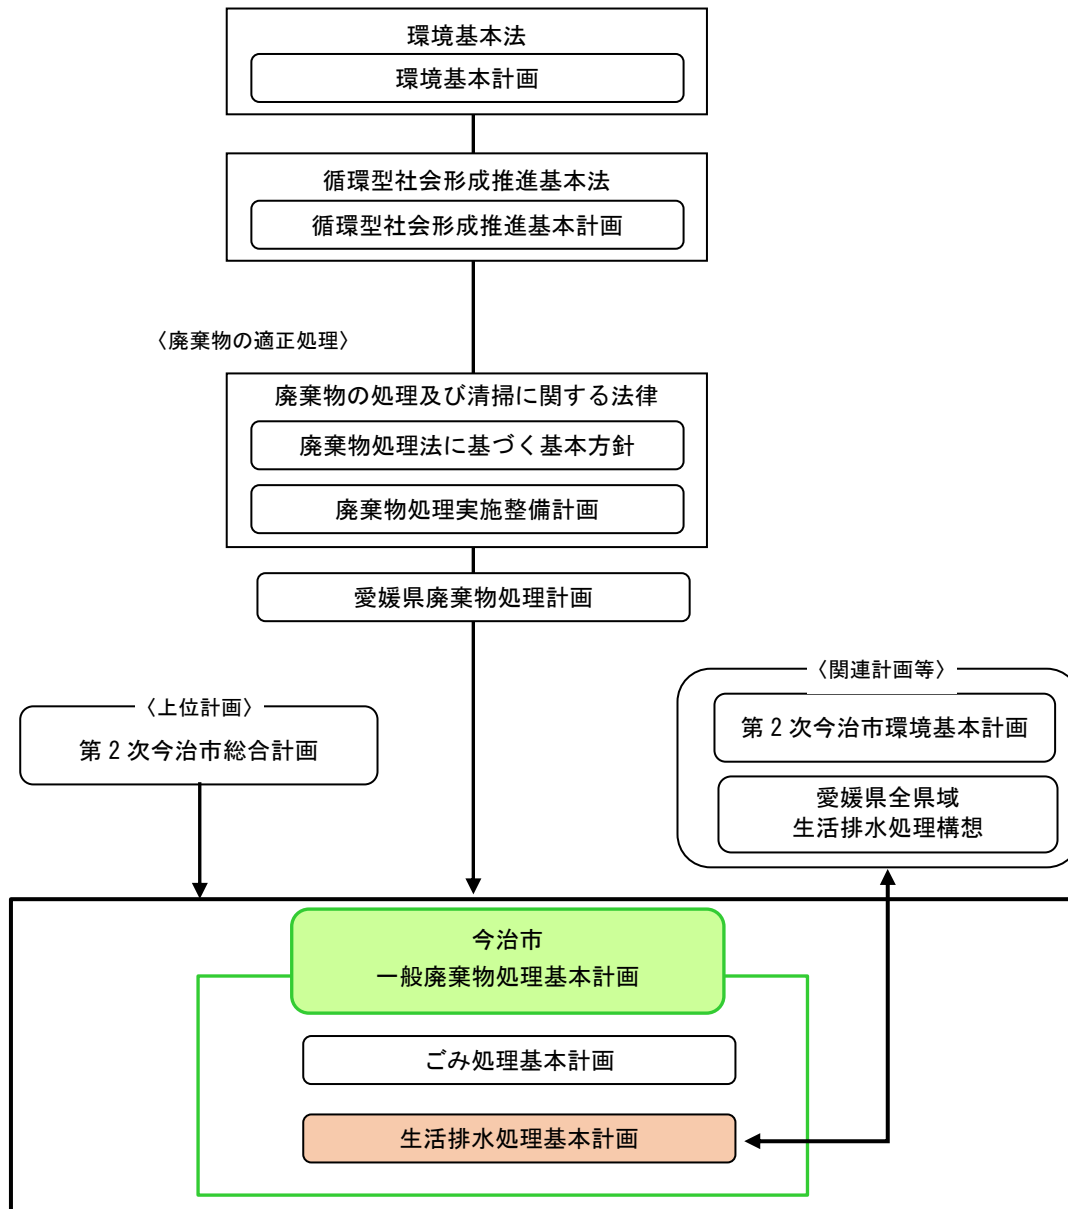 環境基本法
環境基本計画
循環型社会形成推進基本法
循環型社会形成推進基本計画
〈廃棄物の適正処理〉
廃棄物の処理及び清掃に関する法律
廃棄物処理法に基づく基本方針
廃棄物処理実施整備計画
愛媛県廃棄物処理計画
〈上位計画〉
第２次今治市総合計画
〈関連計画等〉
第２次今治市環境基本計画
愛媛県全県域
生活排水処理構想
今治市
一般廃棄物処理基本計画
ごみ処理基本計画
生活排水処理基本計画